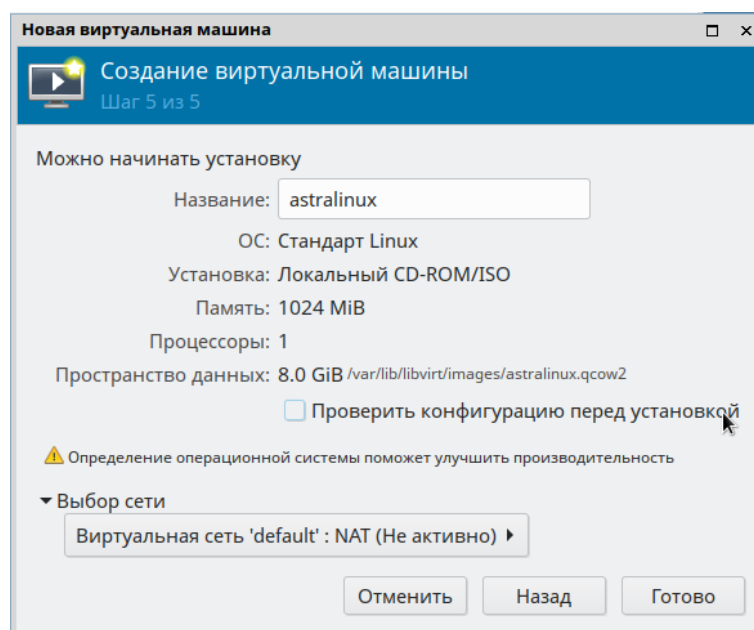 Новая виртуальная машина
Создание виртуальной машины
Шаг 5 из 5
Можно начинать установку
Название: astralinux
ОС: Стандарт Linux
Установка: Локальный CD-ROM/ISO
Память: 1024 MiB
Процессоры: 1
Пространство данных: 8.0 GiB /var/lib/libvirt/images/astralinux.qcow2
Проверить конфигурацию перед установкой
Определение операционной системы поможет улучшить производительность
Выбор сети
Виртуальная сеть 'default' : NAT (Не активно)
Отменить Назад Готово